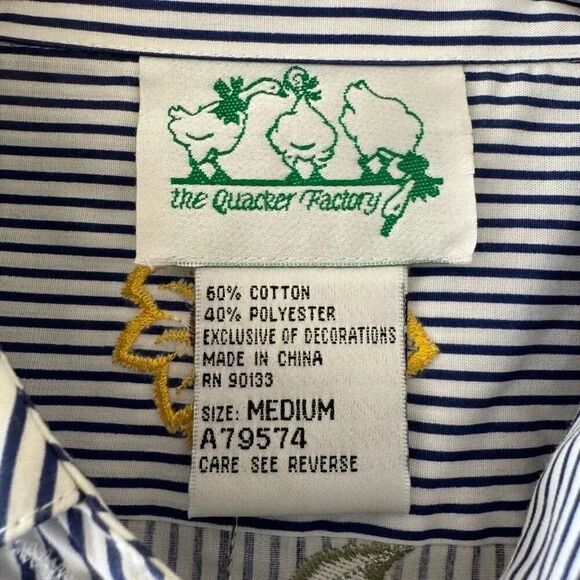 the Quacker Factory
60% COTTON
40% POLYESTER
EXCLUSIVE OF DECORATIONS
MADE IN CHINA
RN 90133
SIZE: MEDIUM
A79574
CARE SEE REVERSE